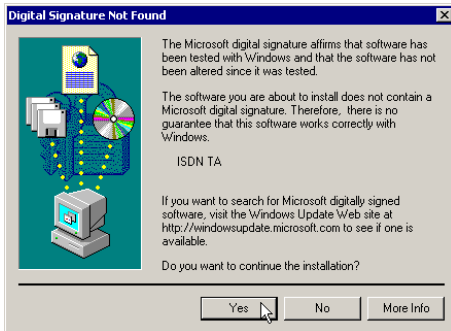 Digital Signature Not Found
The Microsoft digital signature affirms that software has
been tested with Windows and that the software has not
been altered since it was tested.
The software you are about to install does not contain a
Microsoft digital signature. Therefore, there is no
guarantee that this software works correctly with
Windows.
ISDN TA
If you want to search for Microsoft digitally signed
software, visit the Windows Update Web site at
http://windowsupdate.microsoft.com to see if one is
available.
Do you want to continue the installation?
Yes No More Info